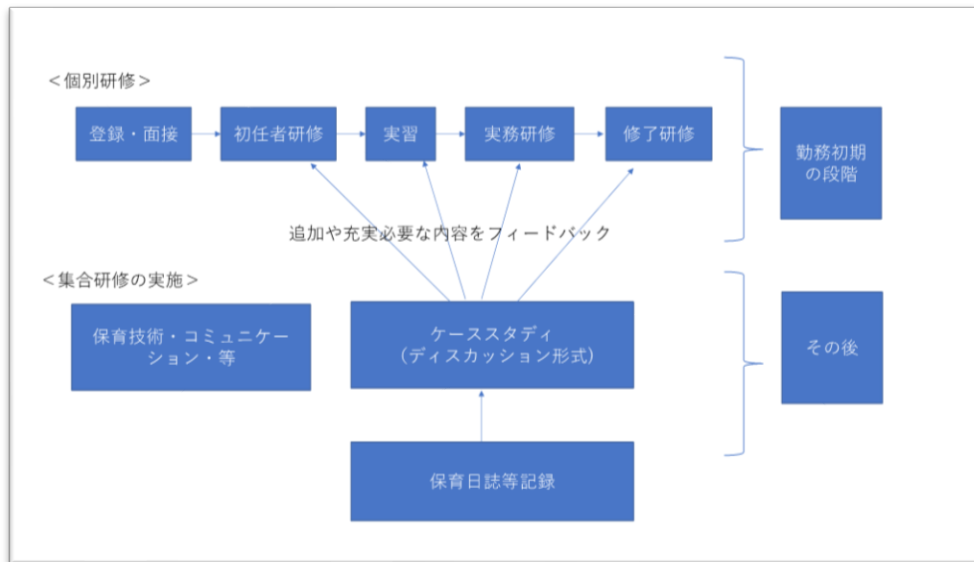 ＜個別研修＞
登録・面接
初任者研修
実習
実務研修
修了研修
勤務初期
の段階
追加や充実必要な内容をフィードバック
＜集合研修の実施＞
保育技術・コミュニケー
ション・等
ケーススタディ
(ディスカッション形式)
その後
保育日誌等記録